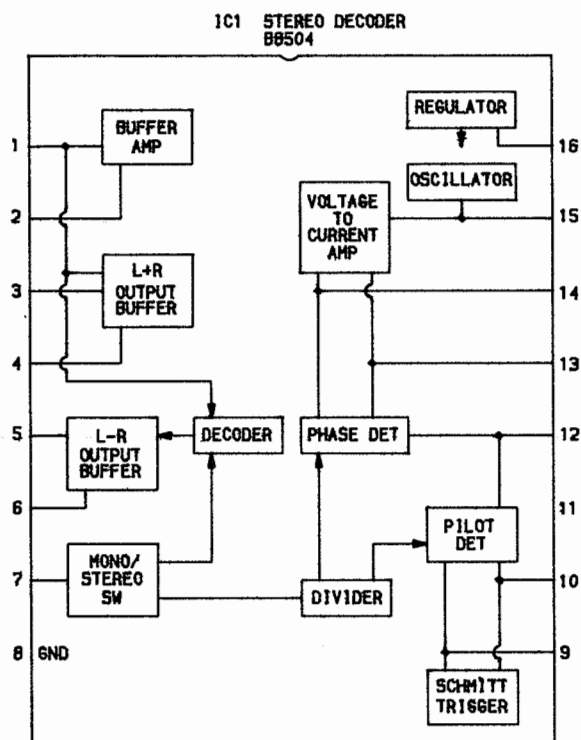 IC1 STEREO DECODER
B8504
BUFFER
AMP
REGULATOR
1
16
OSCILLATOR
VOLTAGE
TO
CURRENT
AMP
2
15
L+R
OUTPUT
BUFFER
3
14
4
13
5
L-R
OUTPUT
BUFFER
DECODER
PHASE DET
12
6
11
PILOT
DET
7
MONO/
STEREO
SW
DIVIDER
10
8 GND
9
SCHMITT
TRIGGER